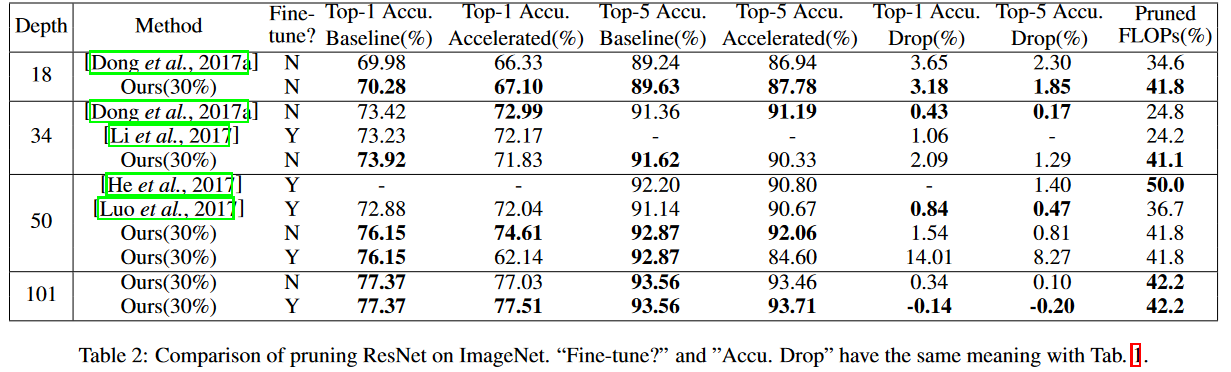 Depth Method Fine-tune? Top-1 Accu. Baseline(%) Top-1 Accu. Accelerated(%) Top-5 Accu. Baseline(%) Top-5 Accu. Accelerated(%) Top-1 Accu. Drop(%) Top-5 Accu. Drop(%) Pruned FLOPs(%)
18 [Dong et al., 2017a] N 69.98 66.33 89.24 86.94 3.65 2.30 34.6
Ours(30%) N 70.28 67.10 89.63 87.78 3.18 1.85 41.8
34 [Dong et al., 2017a] N 73.42 72.99 91.36 91.19 0.43 0.17 24.8
[Li et al., 2017] Y 73.23 72.17 - - 1.06 - 24.2
Ours(30%) N 73.92 71.83 91.62 90.33 2.09 1.29 41.1
50 [He et al., 2017] Y - - 92.20 90.80 - 1.40 50.0
[Luo et al., 2017] Y 72.88 72.04 91.14 90.67 0.84 0.47 36.7
Ours(30%) N 76.15 74.61 92.87 92.06 1.54 0.81 41.8
Ours(30%) Y 76.15 62.14 92.87 84.60 14.01 8.27 41.8
101 Ours(30%) N 77.37 77.03 93.56 93.46 0.34 0.10 42.2
Ours(30%) Y 77.37 77.51 93.56 93.71 -0.14 -0.20 42.2
Table 2: Comparison of pruning ResNet on ImageNet. “Fine-tune?” and ”Accu. Drop” have the same meaning with Tab. 1.